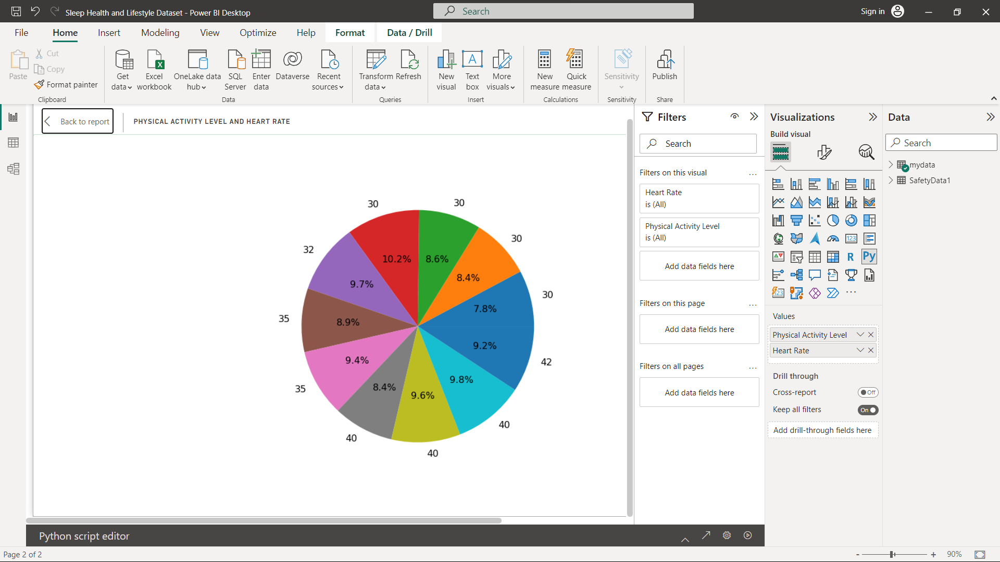 Sleep Health and Lifestyle Dataset - Power BI Desktop
Search
Sign in
File
Home
Insert
Modeling
View
Optimize
Help
Format
Data / Drill
Paste
Cut
Copy
Format painter
Clipboard
Get data
Excel workbook
OneLake data hub
SQL Server
Enter data
Dataverse
Recent sources
Data
Transform data
Refresh
Queries
New visual
Text box
More visuals
Insert
New measure
Quick measure
Calculations
Sensitivity
Sensitivity
Publish
Share
Back to report
PHYSICAL ACTIVITY LEVEL AND HEART RATE
30
30
30
30
32
35
35
40
40
40
42
10.2%
8.6%
8.4%
7.8%
9.7%
8.9%
9.4%
8.4%
9.6%
9.8%
9.2%
Filters
Search
Filters on this visual
...
Heart Rate
is (All)
Physical Activity Level
is (All)
Add data fields here
Filters on this page
...
Add data fields here
Filters on all pages
...
Add data fields here
Visualizations
Build visual
123
R
Py
123
...
Values
Physical Activity Level
Heart Rate
Drill through
Cross-report
Off
Keep all filters
On
Add drill-through fields here
Data
Search
mydata
SafetyData1
Python script editor
Page 2 of 2
- + 90%